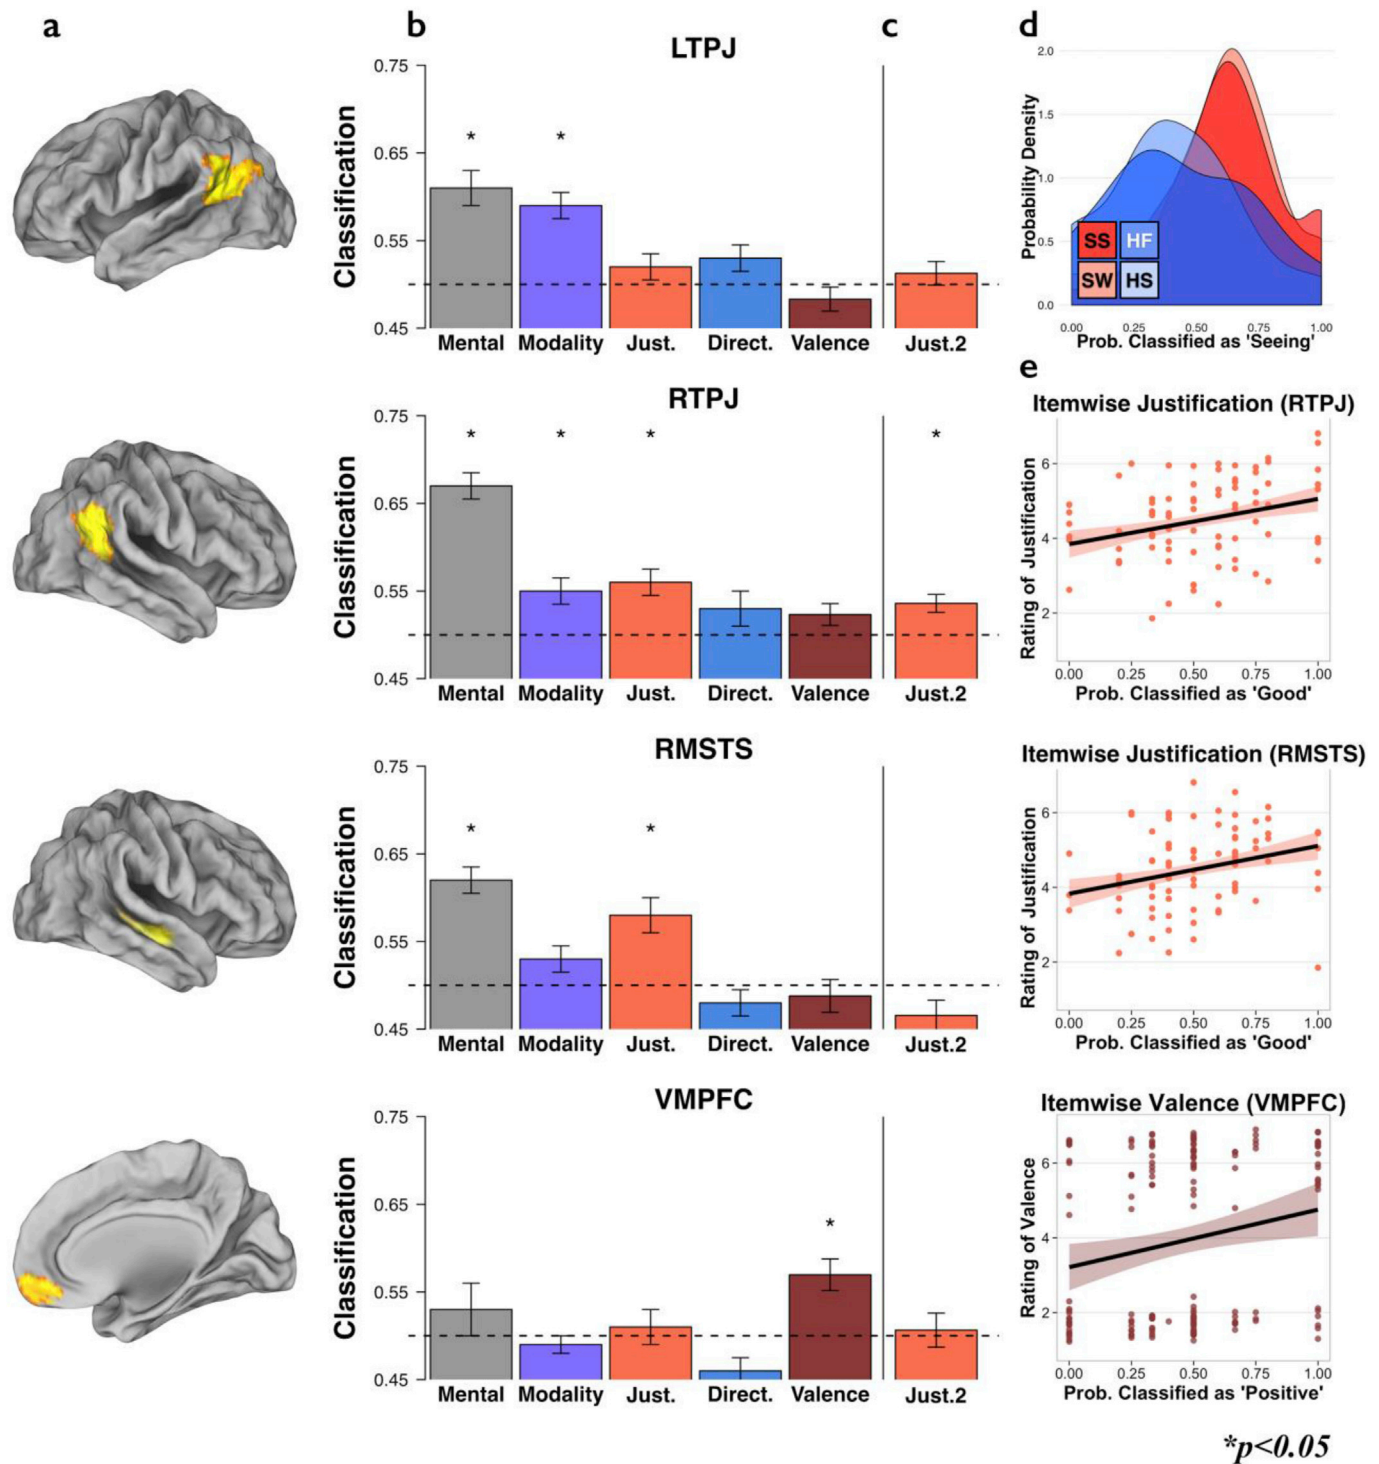 a
b
c
d
LTPJ
Classification
0.75
0.65
0.55
0.45
*
*
Mental Modality Just. Direct. Valence Just.2
Probability Density
2.0
1.5
1.0
0.5
0.0
SS HF
SW HS
0.00 0.25 0.50 0.75 1.00
Prob. Classified as 'Seeing'
RTPJ
Classification
0.75
0.65
0.55
0.45
* * * *
Mental Modality Just. Direct. Valence Just.2
e
Itemwise Justification (RTPJ)
Rating of Justification
6
4
2
0.00 0.25 0.50 0.75 1.00
Prob. Classified as 'Good'
RMSTS
Classification
0.75
0.65
0.55
0.45
* *
Mental Modality Just. Direct. Valence Just.2
Itemwise Justification (RMSTS)
Rating of Justification
6
4
2
0.00 0.25 0.50 0.75 1.00
Prob. Classified as 'Good'
VMPFC
Classification
0.75
0.65
0.55
0.45
*
Mental Modality Just. Direct. Valence Just.2
Itemwise Valence (VMPFC)
Rating of Valence
6
4
2
0.00 0.25 0.50 0.75 1.00
Prob. Classified as 'Positive'
*p<0.05